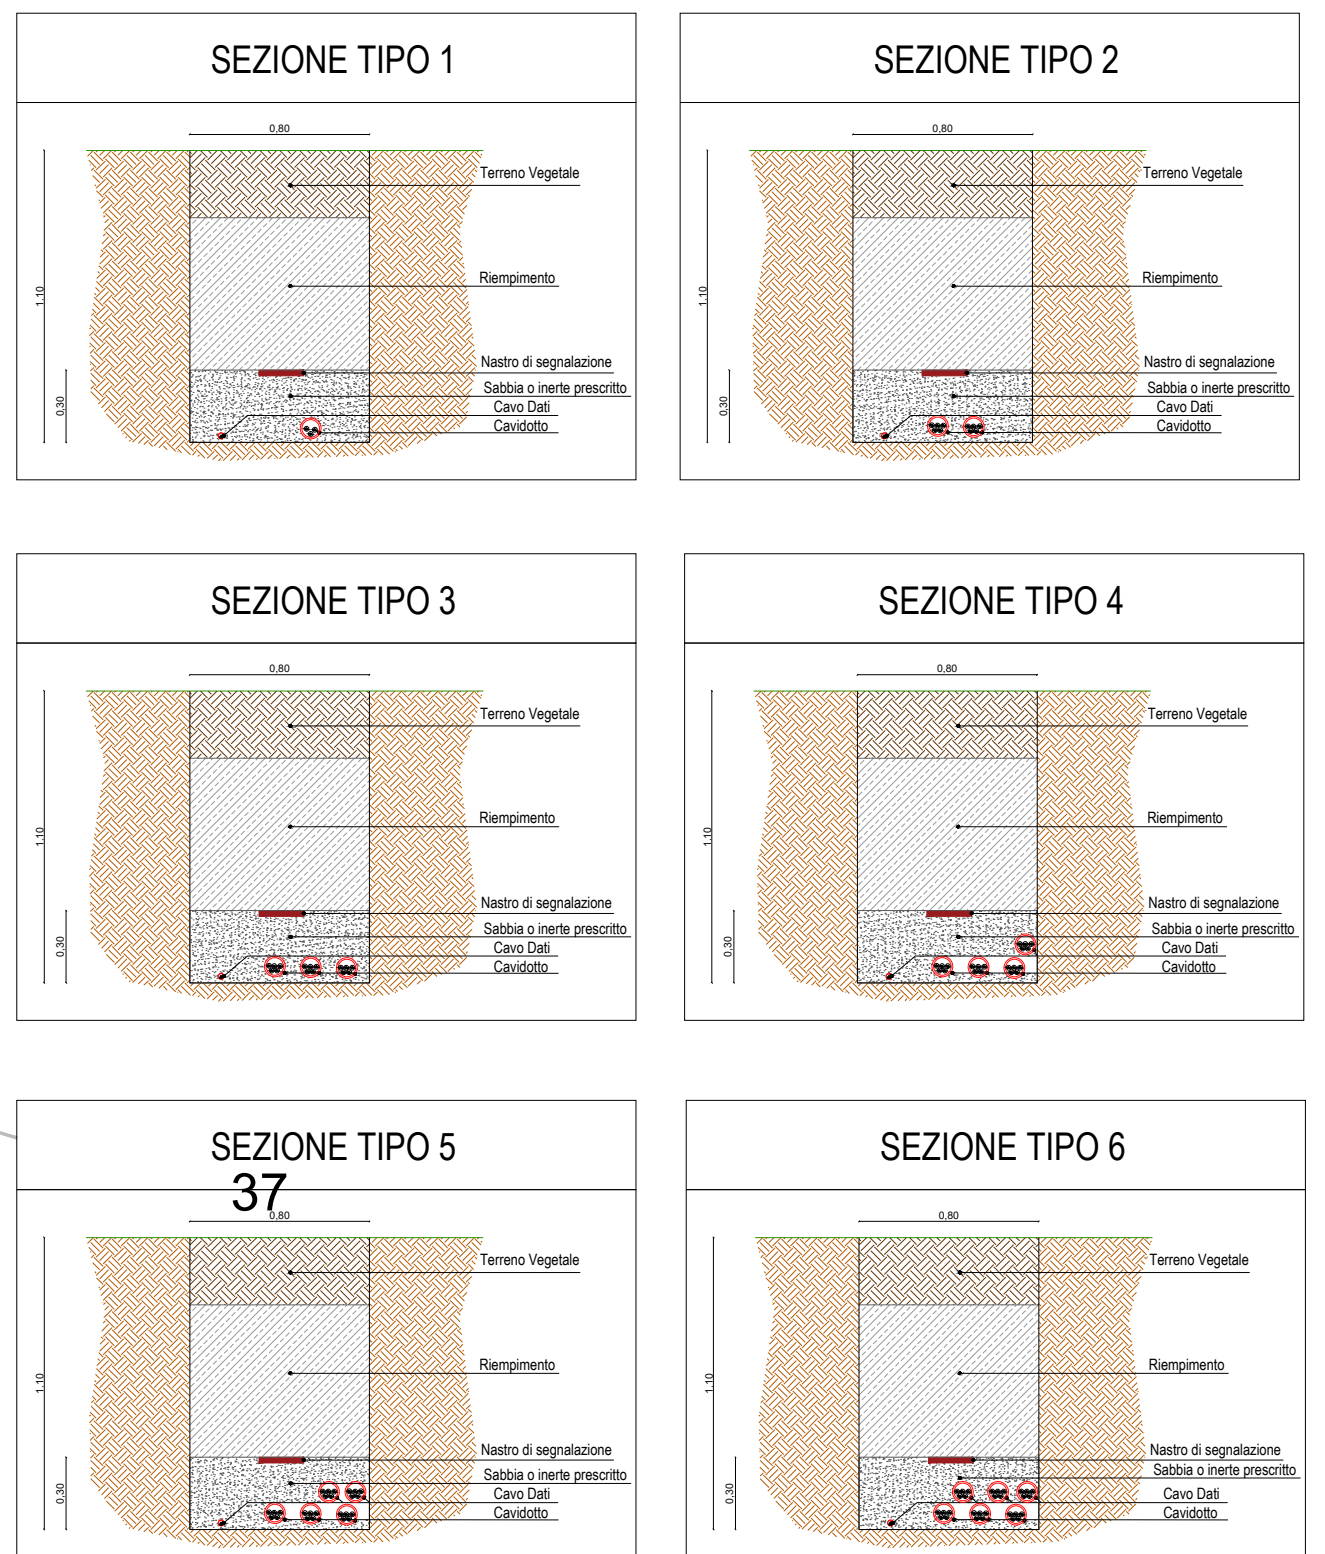 SEZIONE TIPO 1
0,80
Terreno Vegetale
1,10
Riempimento
Nastro di segnalazione
Sabbia o inerte prescritto
0,30
Cavo Dati
Cavidotto
SEZIONE TIPO 2
0,80
Terreno Vegetale
1,10
Riempimento
Nastro di segnalazione
Sabbia o inerte prescritto
0,30
Cavo Dati
Cavidotto
SEZIONE TIPO 3
0,80
Terreno Vegetale
1,10
Riempimento
Nastro di segnalazione
Sabbia o inerte prescritto
0,30
Cavo Dati
Cavidotto
SEZIONE TIPO 4
0,80
Terreno Vegetale
1,10
Riempimento
Nastro di segnalazione
Sabbia o inerte prescritto
0,30
Cavo Dati
Cavidotto
SEZIONE TIPO 5
37
0,80
Terreno Vegetale
1,10
Riempimento
Nastro di segnalazione
Sabbia o inerte prescritto
0,30
Cavo Dati
Cavidotto
SEZIONE TIPO 6
0,80
Terreno Vegetale
1,10
Riempimento
Nastro di segnalazione
Sabbia o inerte prescritto
0,30
Cavo Dati
Cavidotto